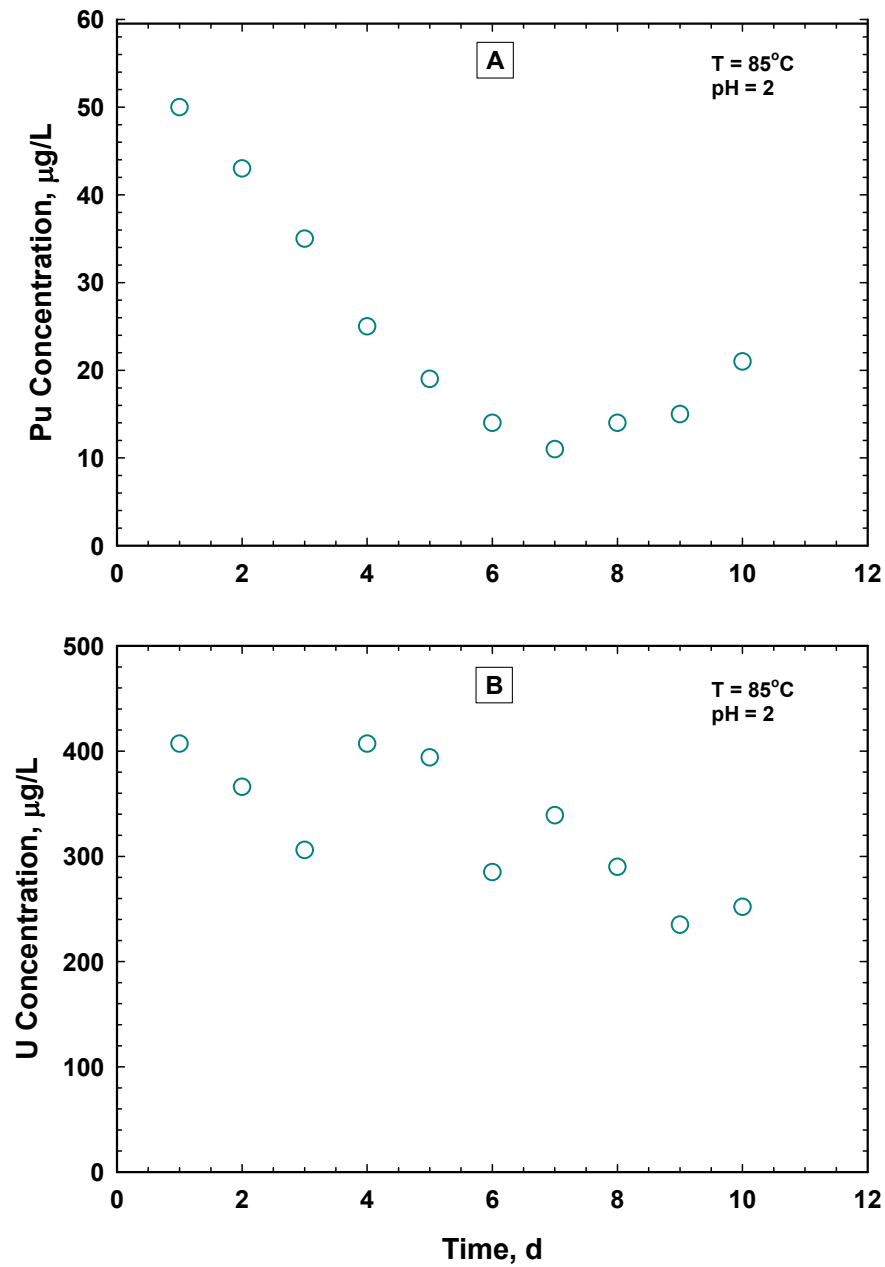 60
50
40
30
20
10
0
Pu Concentration, μg/L
A
T = 85°C
pH = 2
0 2 4 6 8 10 12
500
400
300
200
100
0
U Concentration, μg/L
B
T = 85°C
pH = 2
0 2 4 6 8 10 12
Time, d